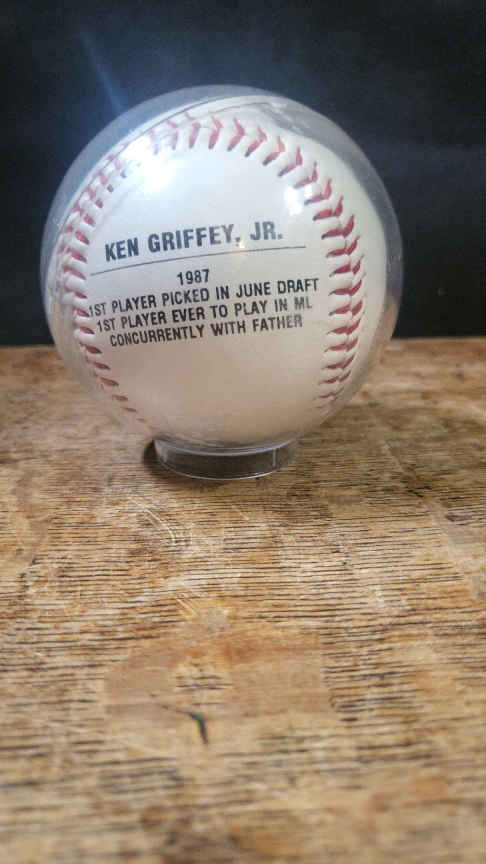 KEN GRIFFEY, JR.
1987
1ST PLAYER PICKED IN JUNE DRAFT
1ST PLAYER EVER TO PLAY IN ML
CONCURRENTLY WITH FATHER